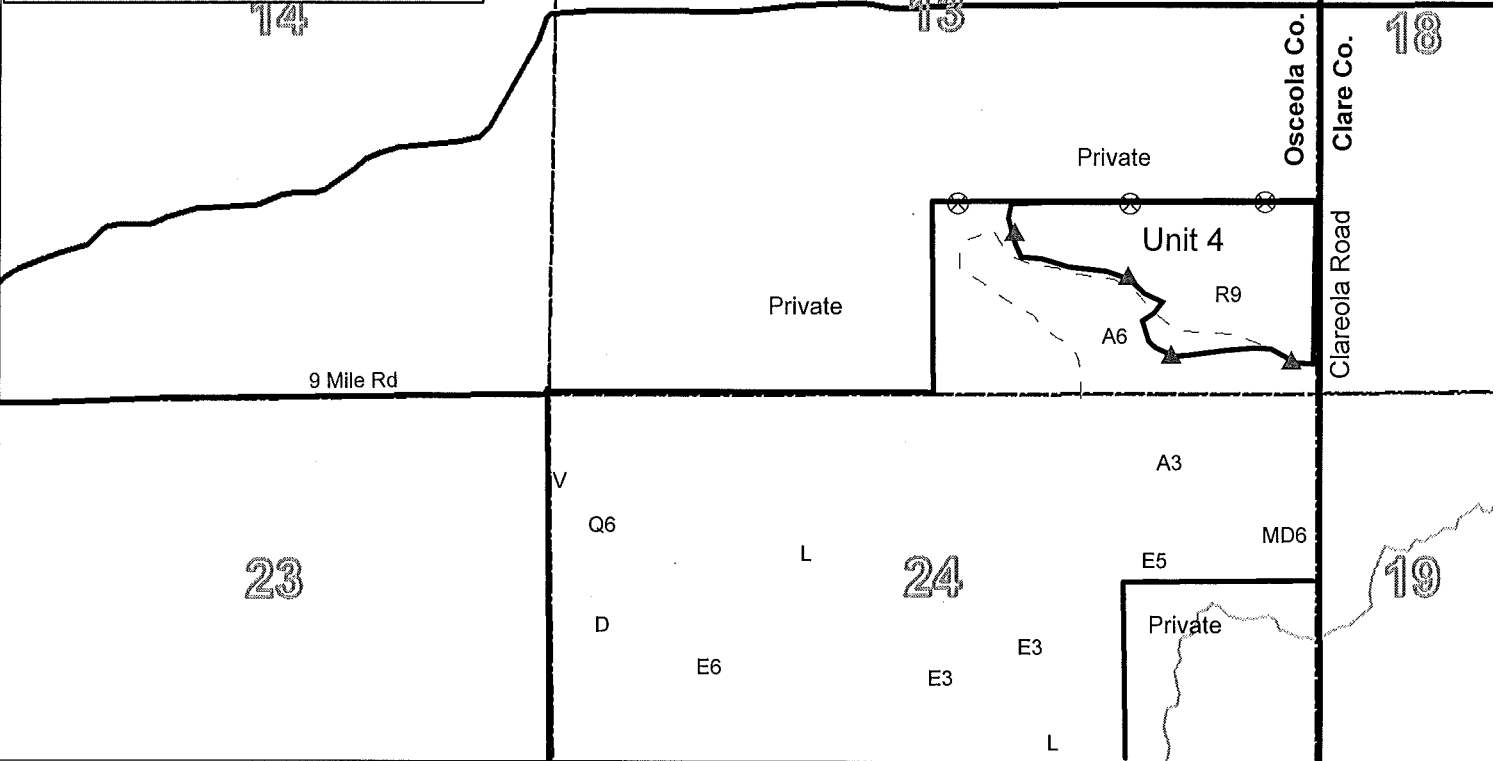 14
13
18
Osceola Co.
Clare Co.
Private
Unit 4
Clareola Road
R9
Private
A6
9 Mile Rd
A3
V
Q6
MD6
L
E5
23
24
19
D
Private
E3
E6
E3
L